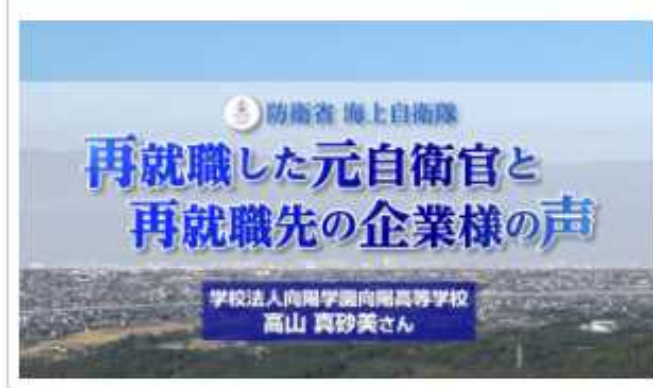 防衛省 海上自衛隊
再就職した元自衛官と
再就職先の企業様の声
学校法人向陽学園向陽高等学校
高山 真砂美さん